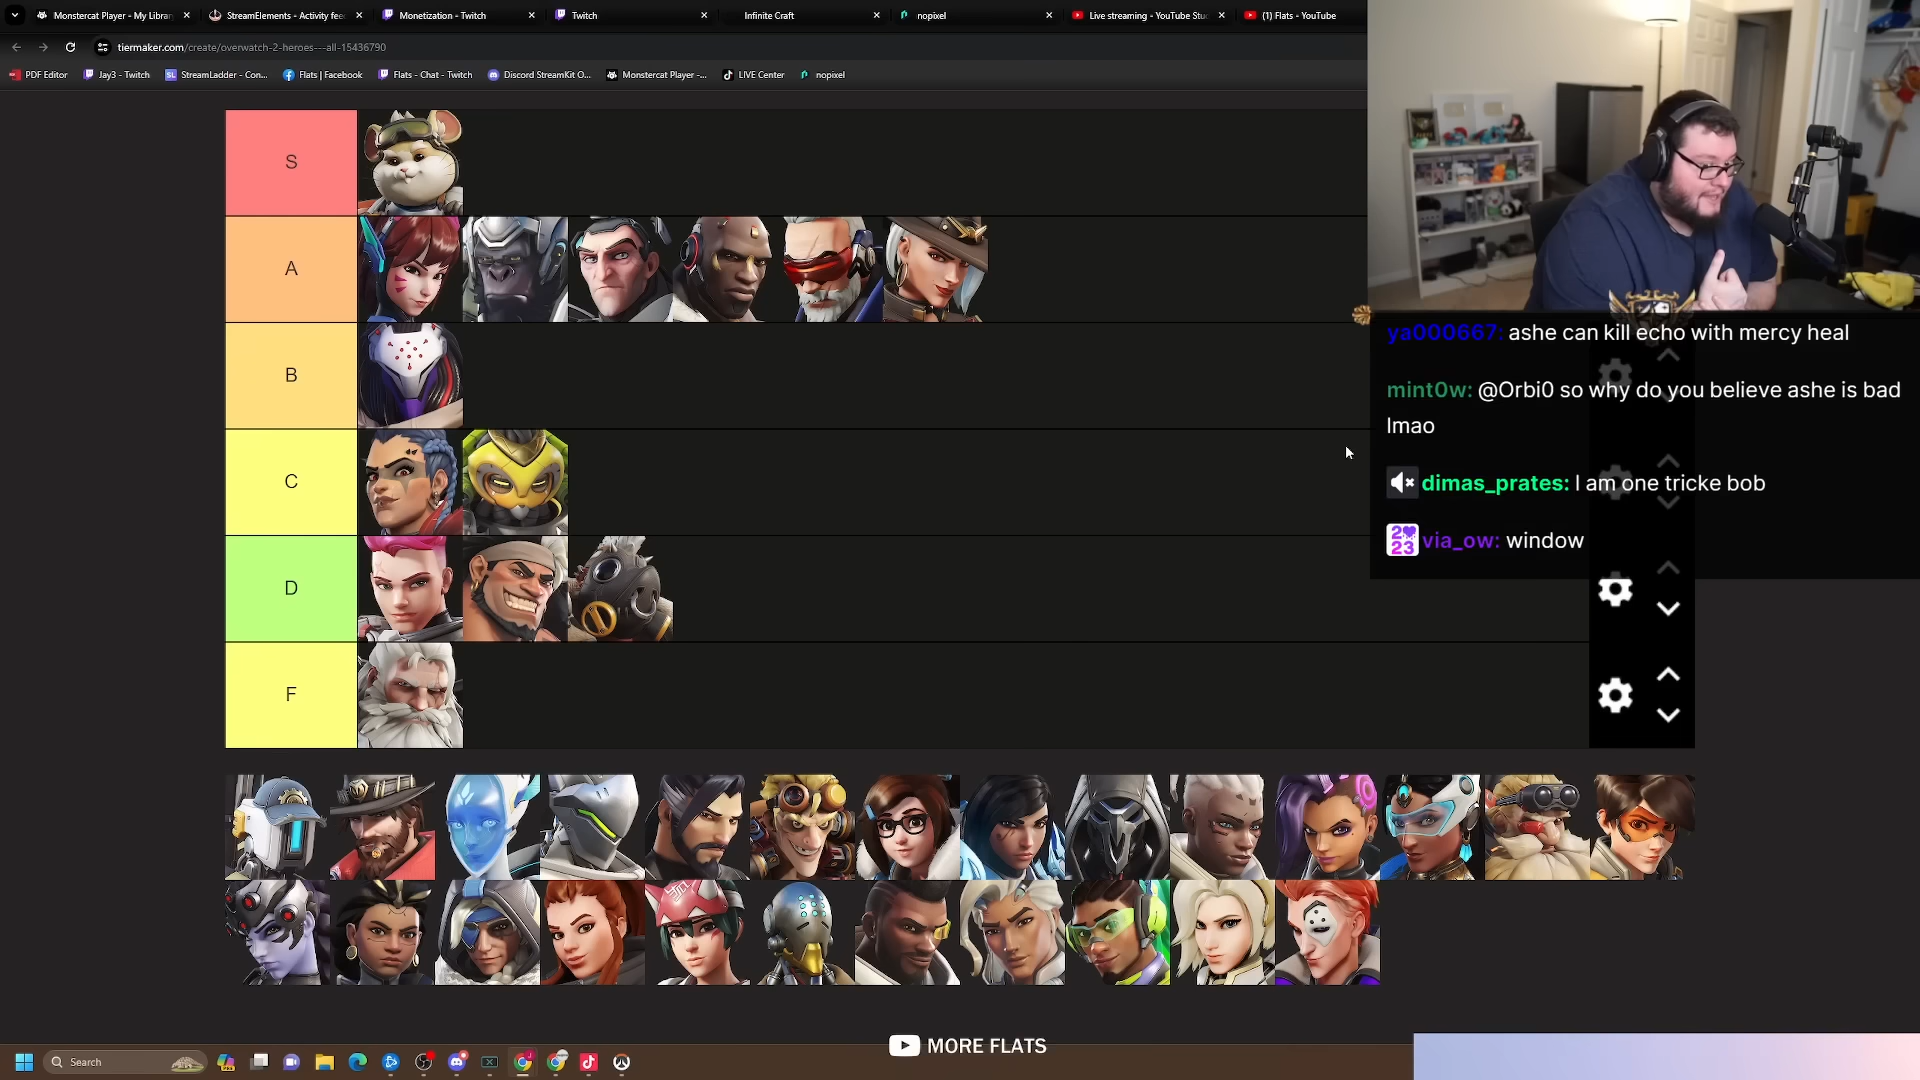 Monstercat Player - My Librar
StreamElements - Activity fee
Monetization - Twitch
Twitch
Infinite Craft
nopixel
Live streaming - YouTube Stu
(1) Flats - YouTube
tiermaker.com/create/overwatch-2-heroes---all-15436790
PDF Editor
Jay3 - Twitch
StreamLadder - Con...
Flats | Facebook
Flats - Chat - Twitch
Discord StreamKit O...
Monstercat Player -...
LIVE Center
nopixel
S
A
B
C
D
F
ya000667: ashe can kill echo with mercy heal
mint0w: @Orbi0 so why do you believe ashe is bad
lmao
dimas_prates: I am one tricke bob
2023 via_ow: window
MORE FLATS
Search